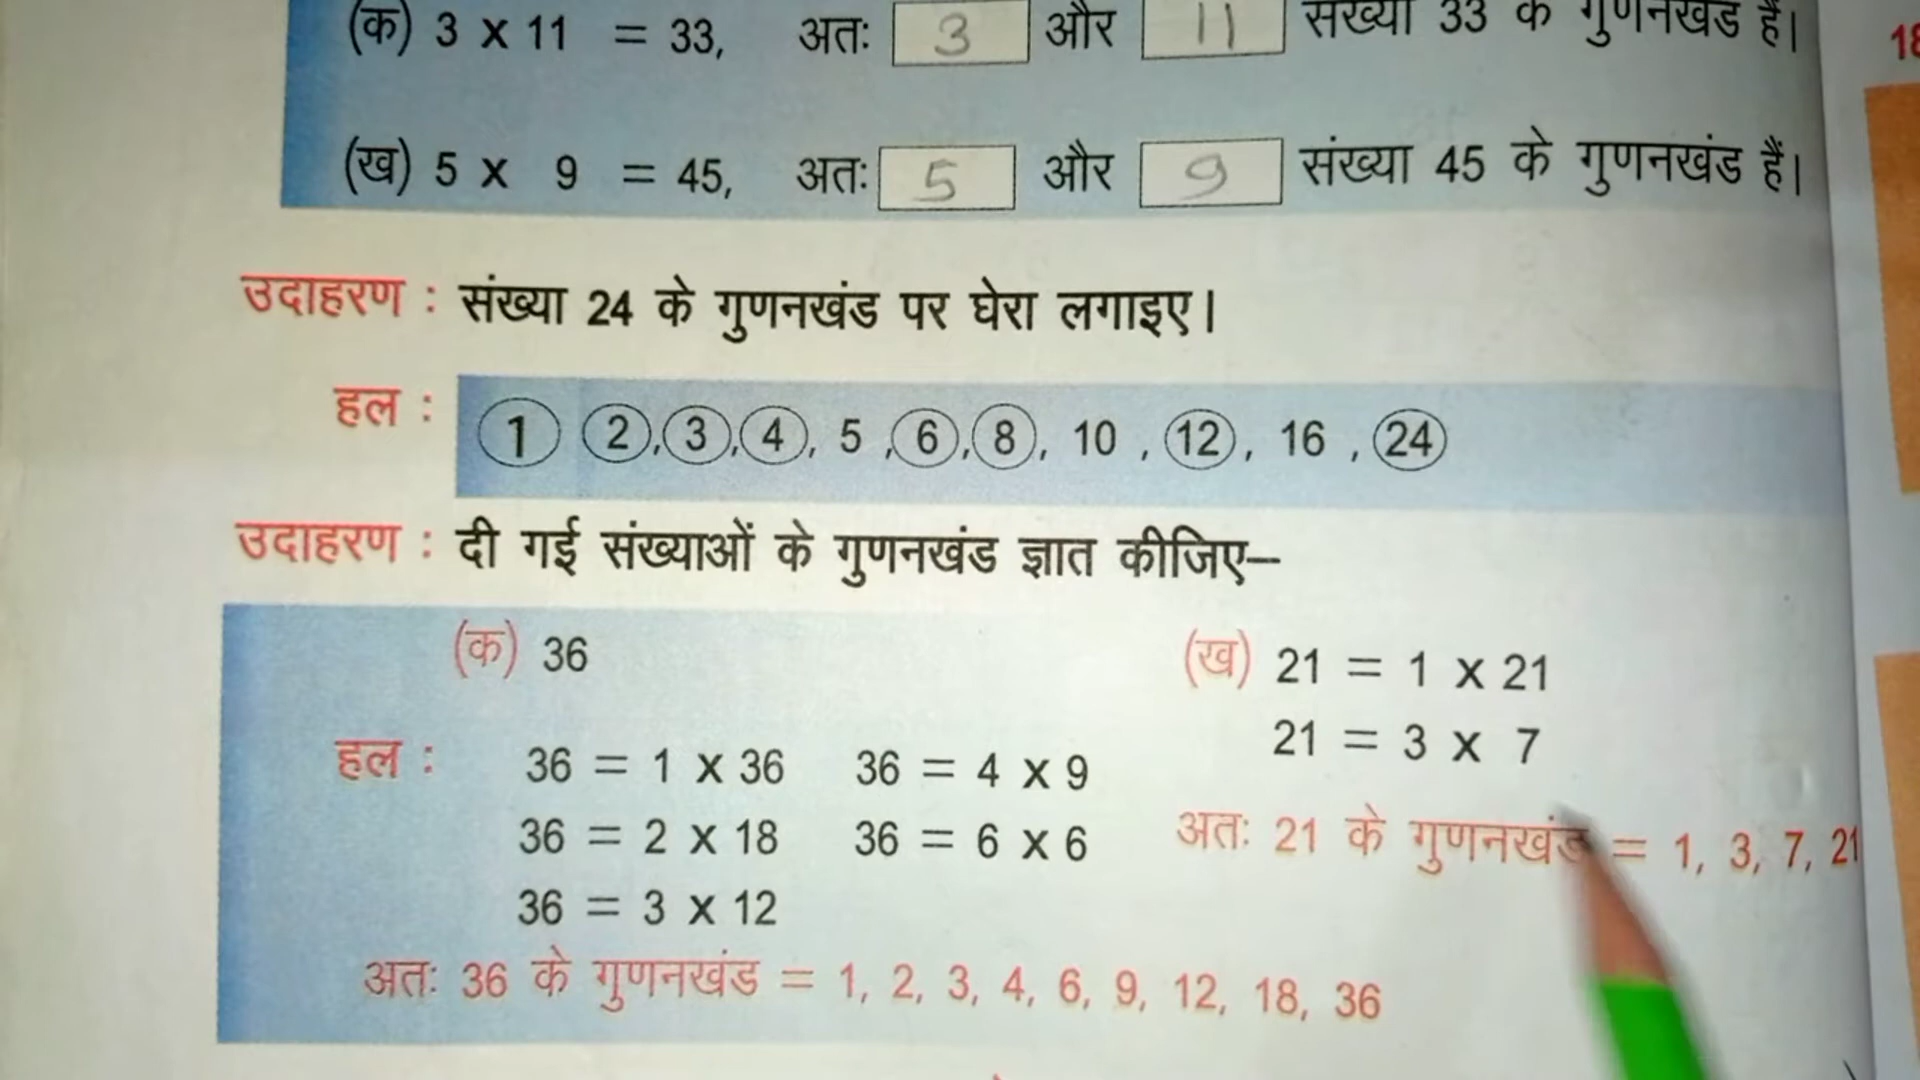 (क) 3 x 11 = 33, अतः 3 और 11 संख्या 33 के गुणनखंड हैं।
18
(ख) 5 x 9 = 45, अतः 5 और 9 संख्या 45 के गुणनखंड हैं।
उदाहरण : संख्या 24 के गुणनखंड पर घेरा लगाइए।
हल : 1 2, 3, 4, 5, 6, 8, 10, 12, 16, 24
उदाहरण : दी गई संख्याओं के गुणनखंड ज्ञात कीजिए–
(क) 36
(ख) 21 = 1 x 21
21 = 3 x 7
हल : 36 = 1 x 36 36 = 4 x 9
36 = 2 x 18 36 = 6 x 6
अतः 21 के गुणनखंड = 1, 3, 7, 21
36 = 3 x 12
अतः 36 के गुणनखंड = 1, 2, 3, 4, 6, 9, 12, 18, 36